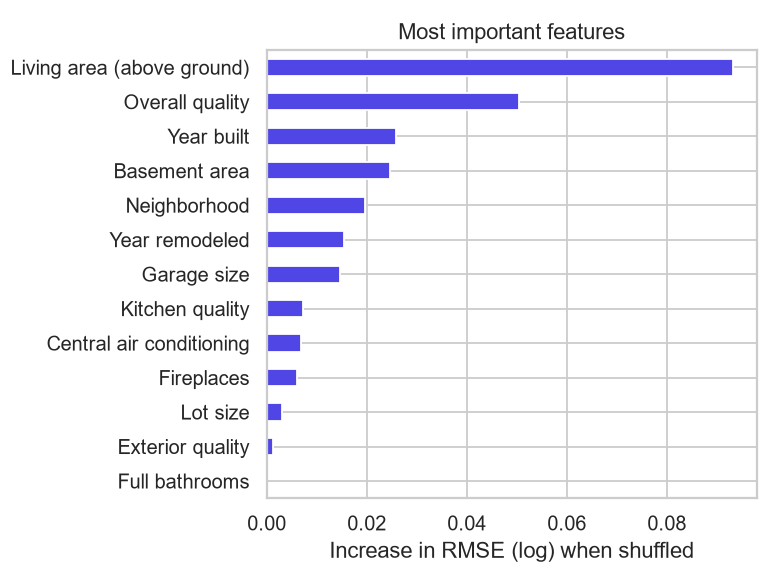 Most important features
Living area (above ground)
Overall quality
Year built
Basement area
Neighborhood
Year remodeled
Garage size
Kitchen quality
Central air conditioning
Fireplaces
Lot size
Exterior quality
Full bathrooms
0.00 0.02 0.04 0.06 0.08
Increase in RMSE (log) when shuffled